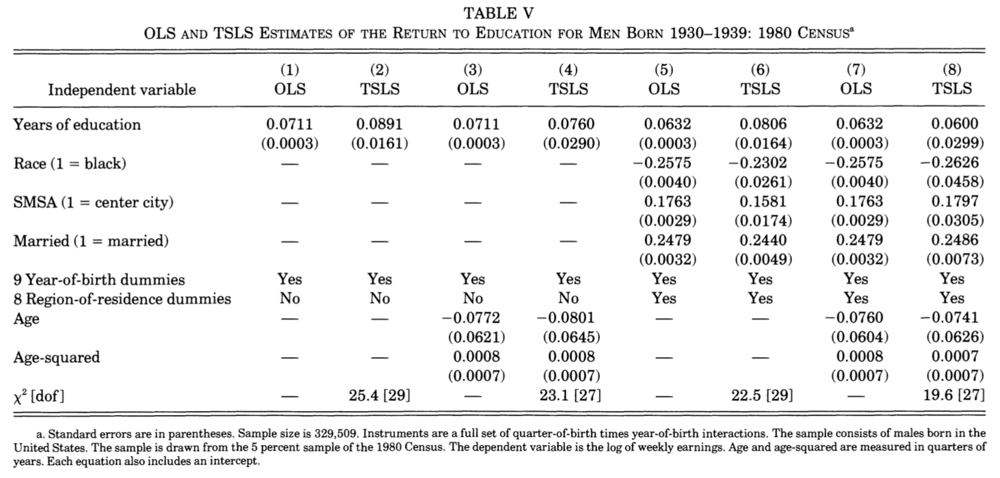 TABLE V
OLS AND TSLS ESTIMATES OF THE RETURN TO EDUCATION FOR MEN BORN 1930–1939: 1980 CENSUSª
(1) (2) (3) (4) (5) (6) (7) (8)
Independent variable OLS TSLS OLS TSLS OLS TSLS OLS TSLS
Years of education 0.0711 0.0891 0.0711 0.0760 0.0632 0.0806 0.0632 0.0600
(0.0003) (0.0161) (0.0003) (0.0290) (0.0003) (0.0164) (0.0003) (0.0299)
Race (1 = black) — — — — −0.2575 −0.2302 −0.2575 −0.2626
(0.0040) (0.0261) (0.0040) (0.0458)
SMSA (1 = center city) — — — — 0.1763 0.1581 0.1763 0.1797
(0.0029) (0.0174) (0.0029) (0.0305)
Married (1 = married) — — — — 0.2479 0.2440 0.2479 0.2486
(0.0032) (0.0049) (0.0032) (0.0073)
9 Year-of-birth dummies Yes Yes Yes Yes Yes Yes Yes Yes
8 Region-of-residence dummies No No No No Yes Yes Yes Yes
Age — — −0.0772 −0.0801 — — −0.0760 −0.0741
(0.0621) (0.0645) (0.0604) (0.0626)
Age-squared — — 0.0008 0.0008 — — 0.0008 0.0007
(0.0007) (0.0007) (0.0007) (0.0007)
χ² [dof] — 25.4 [29] — 23.1 [27] — 22.5 [29] — 19.6 [27]
a. Standard errors are in parentheses. Sample size is 329,509. Instruments are a full set of quarter-of-birth times year-of-birth interactions. The sample consists of males born in the
United States. The sample is drawn from the 5 percent sample of the 1980 Census. The dependent variable is the log of weekly earnings. Age and age-squared are measured in quarters of
years. Each equation also includes an intercept.